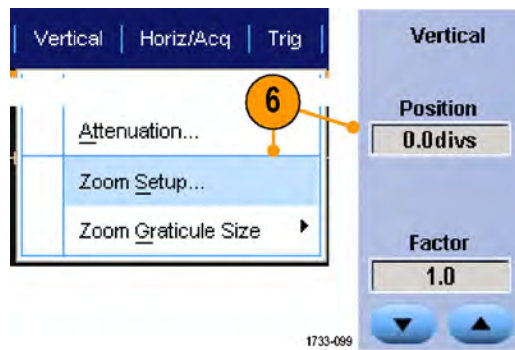 Vertical | Horiz/Acq | Trig
Attenuation...
Zoom Setup...
Zoom Graticule Size
6
Vertical
Position
0.0divs
Factor
1.0
1733-099